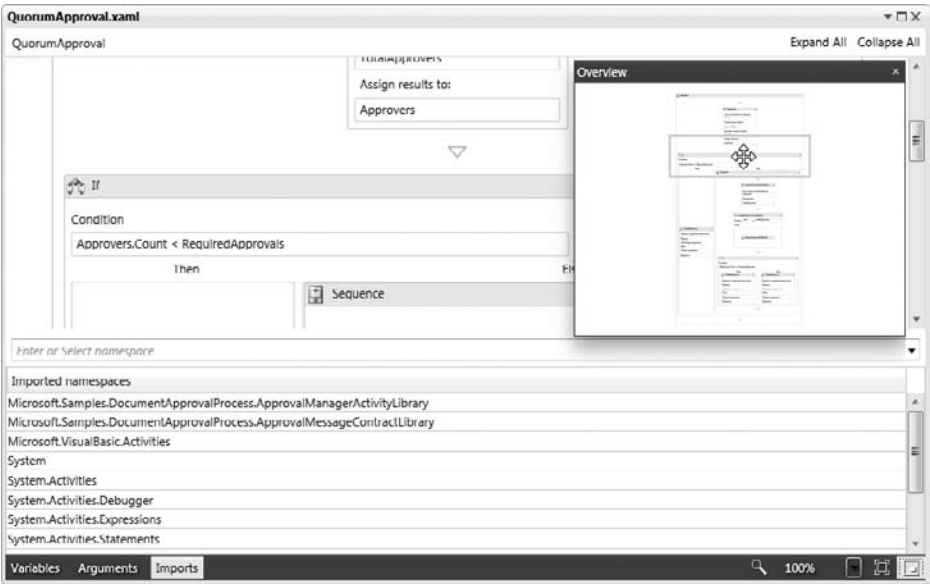 QuorumApproval.xaml
QuorumApproval
Expand All Collapse All
TotalApprovers
Assign results to:
Approvers
Overview
If
Condition
Approvers.Count < RequiredApprovals
Then
Sequence
Enter or Select namespace
Imported namespaces
Microsoft.Samples.DocumentApprovalProcess.ApprovalManagerActivityLibrary
Microsoft.Samples.DocumentApprovalProcess.ApprovalMessageContractLibrary
Microsoft.VisualBasic.Activities
System
System.Activities
System.Activities.Debugger
System.Activities.Expressions
System.Activities.Statements
Variables Arguments Imports 100%